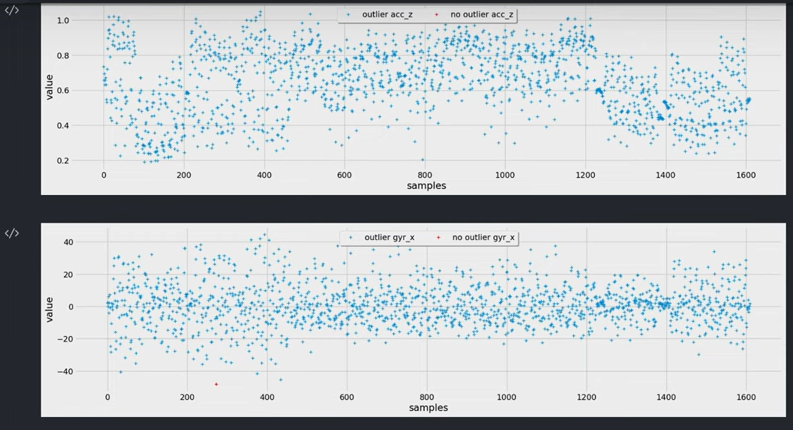 </>
outlier acc_z no outlier acc_z
1.0
0.8
0.6
0.4
0.2
value
0 200 400 600 800 1000 1200 1400 1600
samples
</>
outlier gyr_x no outlier gyr_x
40
20
0
−20
−40
value
0 200 400 600 800 1000 1200 1400 1600
samples